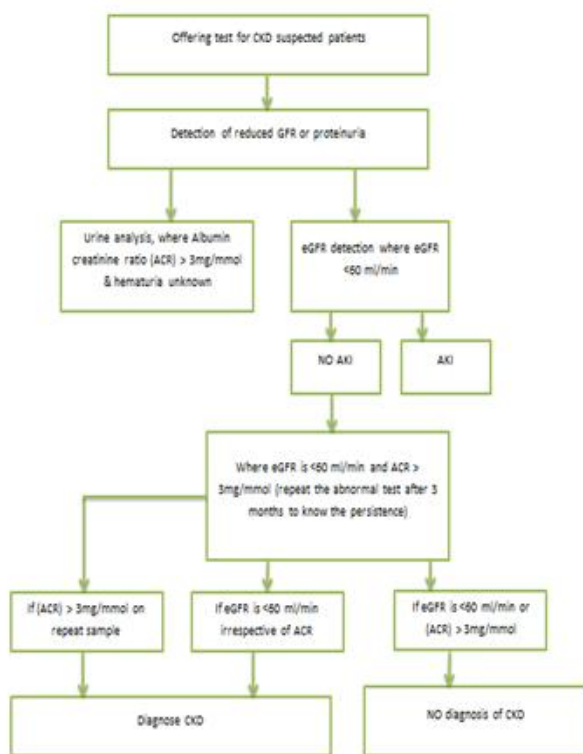 Offering test for CKD suspected patients
Detection of reduced GFR or proteinuria
Urine analysis, where Albumin
creatinine ratio (ACR) > 3mg/mmol
& hematuria unknown
eGFR detection where eGFR
<60 ml/min
NO AKI
AKI
Where eGFR is <60 ml/min and ACR >
3mg/mmol (repeat the abnormal test after 3
months to know the persistence)
If (ACR) > 3mg/mmol on
repeat sample
If eGFR is <60 ml/min
irrespective of ACR
If eGFR is <60 ml/min or
(ACR) > 3mg/mmol
Diagnose CKD
NO diagnosis of CKD